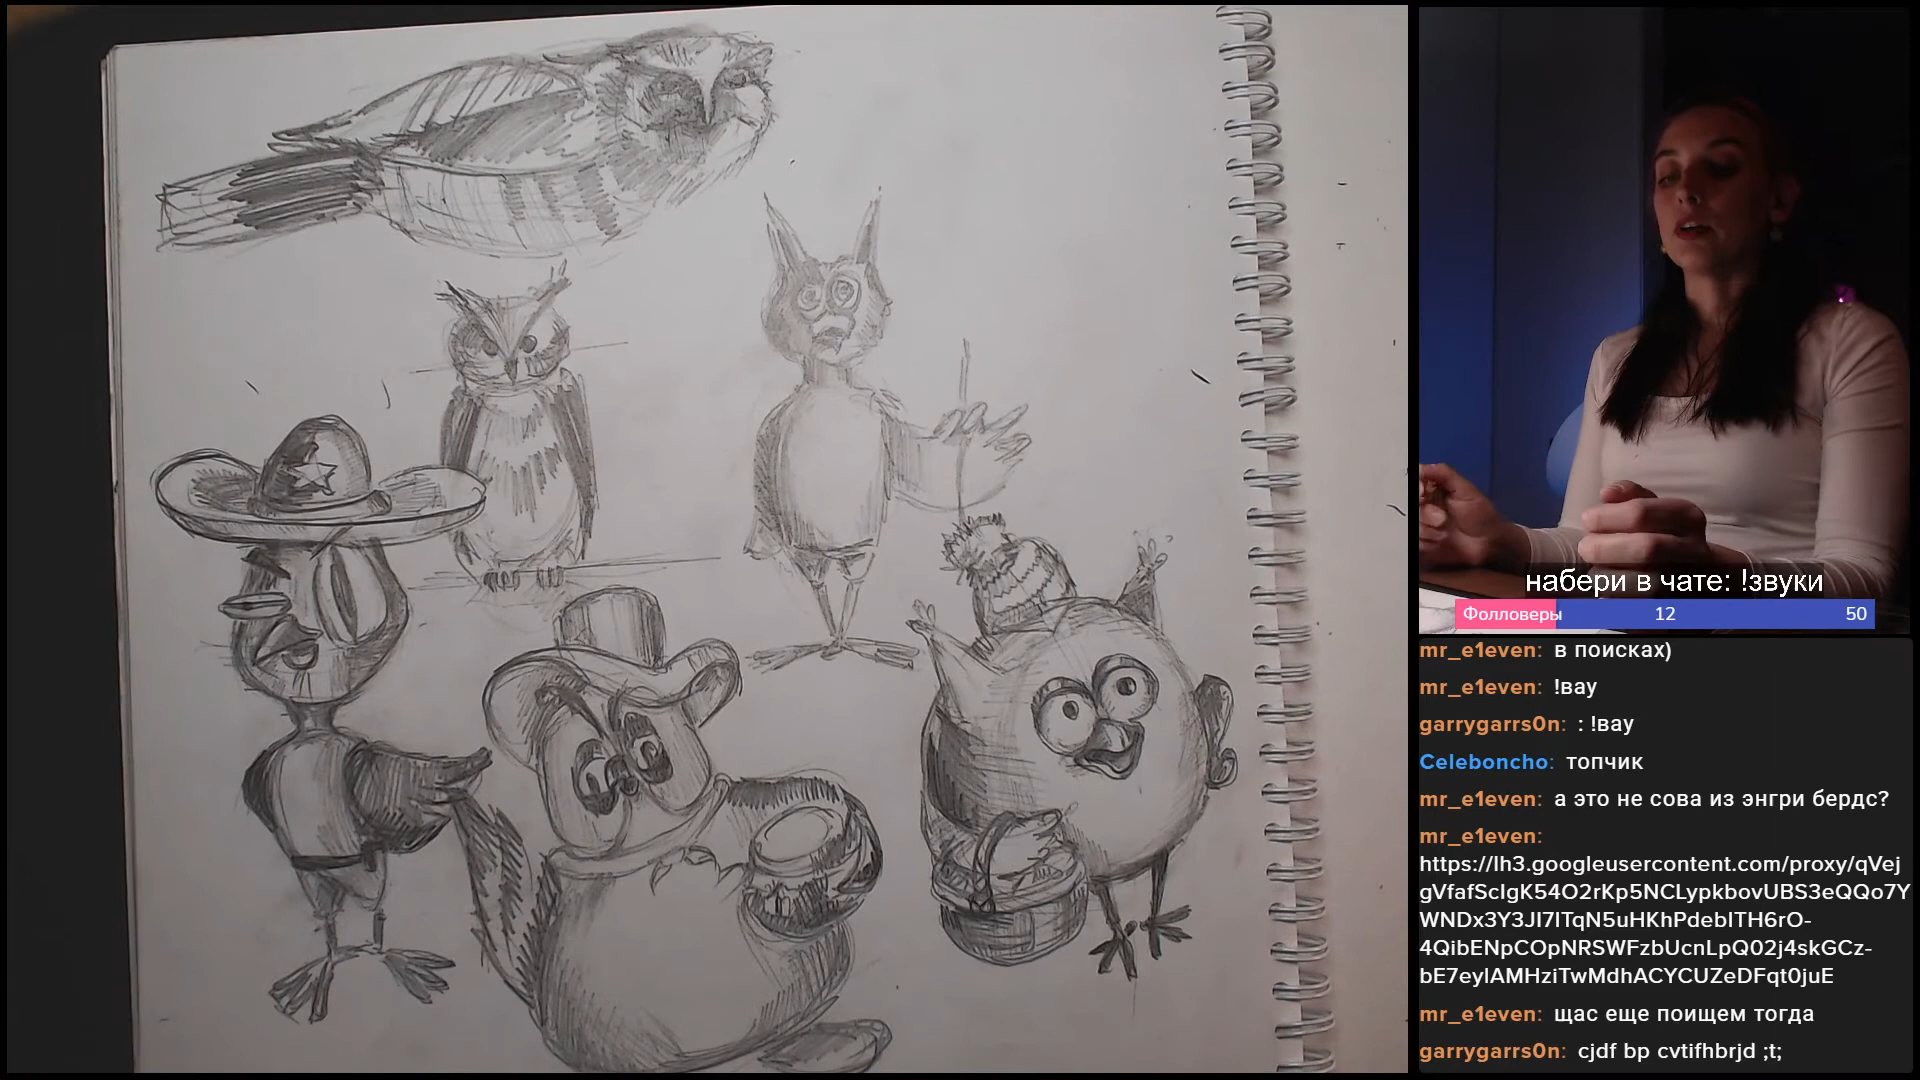 набери в чате: !звуки
Фолловеры 12 50
mr_e1even: в поисках)
mr_e1even: !вау
garrygarrs0n: : !вау
Celeboncho: топчик
mr_e1even: а это не сова из энгри бердс?
mr_e1even:
https://lh3.googleusercontent.com/proxy/qVej
gVfafScIgK54O2rKp5NCLypkbovUBS3eQQo7Y
WNDx3Y3Jl7ITqN5uHKhPdebITH6rO-
4QibENpCOpNRSWFzbUcnLpQ02j4skGCz-
bE7eyIAMHziTwMdhACYCUZeDFqt0juE
mr_e1even: щас еще поищем тогда
garrygarrs0n: cjdf bp cvtifhbrjd ;t;